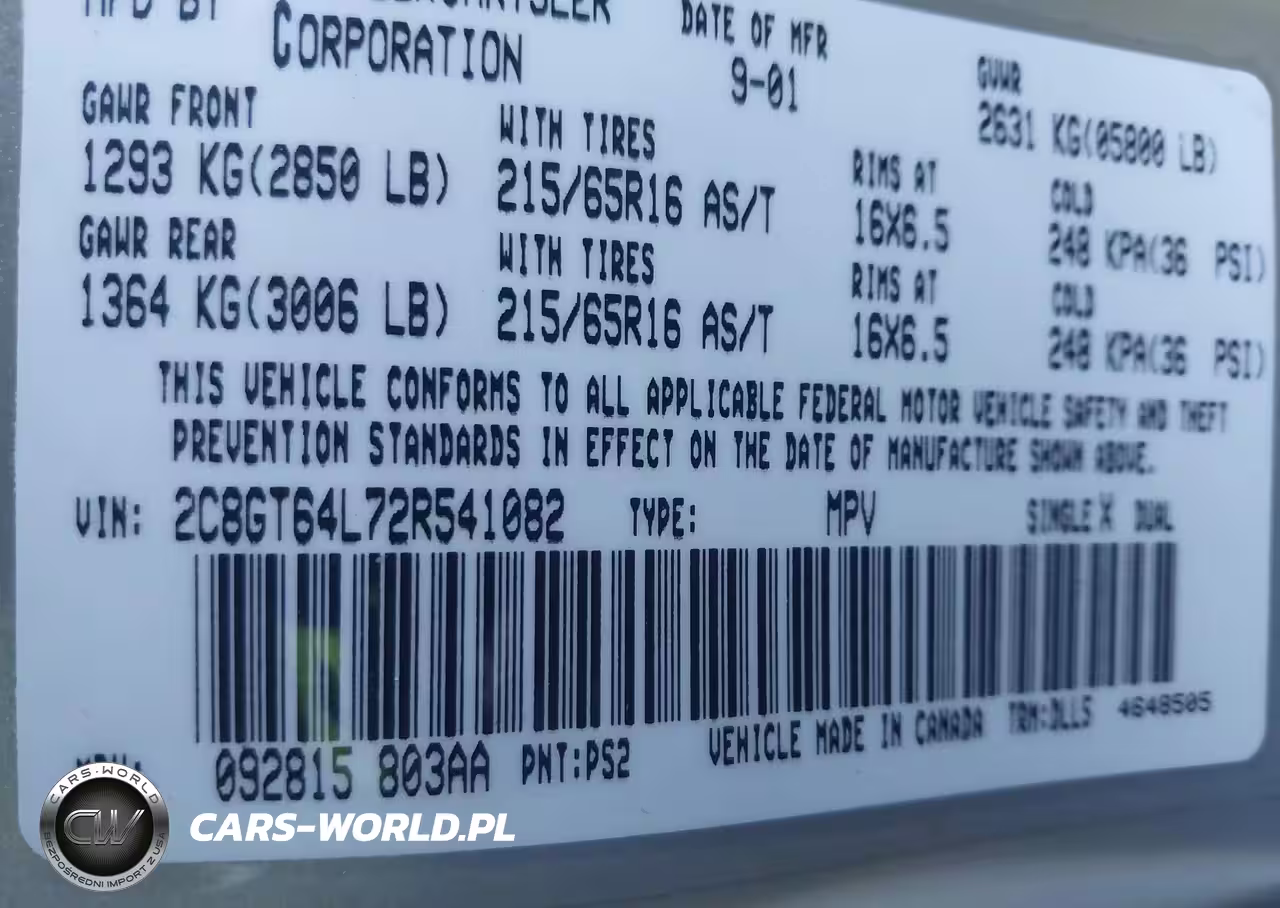 MFD BY DATE OF MFR
CORPORATION 9-01 GVWR
GAWR FRONT WITH TIRES RIMS AT 2631 KG(05800 LB)
1293 KG(2850 LB) 215/65R16 AS/T 16X6.5 COLD
248 KPA(36 PSI)
GAWR REAR WITH TIRES RIMS AT COLD
1364 KG(3006 LB) 215/65R16 AS/T 16X6.5 248 KPA(36 PSI)
THIS VEHICLE CONFORMS TO ALL APPLICABLE FEDERAL MOTOR VEHICLE SAFETY AND THEFT
PREVENTION STANDARDS IN EFFECT ON THE DATE OF MANUFACTURE SHOWN ABOVE.
VIN: 2C8GT64L72R541082 TYPE: MPV SINGLE X DUAL
092815 803AA PNT:PS2 VEHICLE MADE IN CANADA TRM:DLL5 4648505
CARS-WORLD
CW
BEZPOŚREDNI IMPORT Z USA
CARS-WORLD.PL